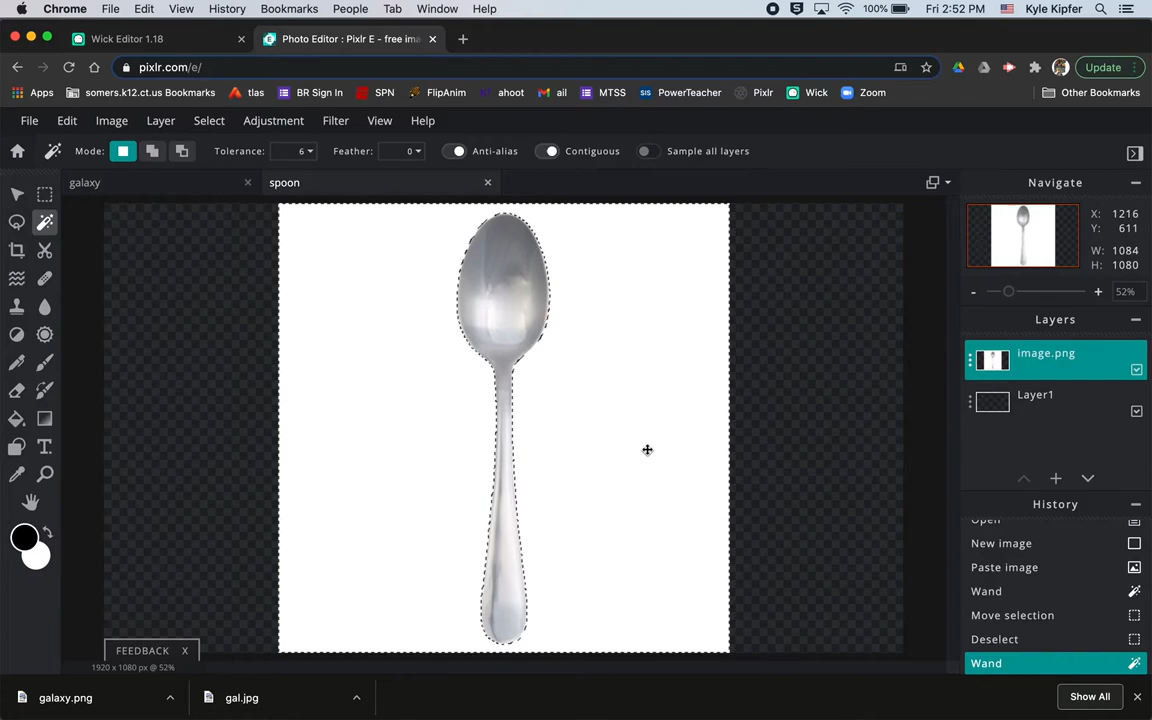 Chrome File Edit View History Bookmarks People Tab Window Help 100% Fri 2:52 PM Kyle Kipfer
Wick Editor 1.18 Photo Editor : Pixlr E - free ima
pixlr.com/e/ Update
Apps somers.k12.ct.us Bookmarks tlas BR Sign In SPN FlipAnim ahoot ail MTSS SIS PowerTeacher Pixlr Wick Zoom Other Bookmarks
File Edit Image Layer Select Adjustment Filter View Help
Mode: Tolerance: 6 Feather: 0 Anti-alias Contiguous Sample all layers
galaxy spoon
Navigate
X: 1216
Y: 611
W: 1084
H: 1080
- + 52%
Layers
image.png
Layer1
History
Open
New image
Paste image
Wand
Move selection
Deselect
Wand
FEEDBACK X
1920 x 1080 px @ 52%
galaxy.png gal.jpg Show All